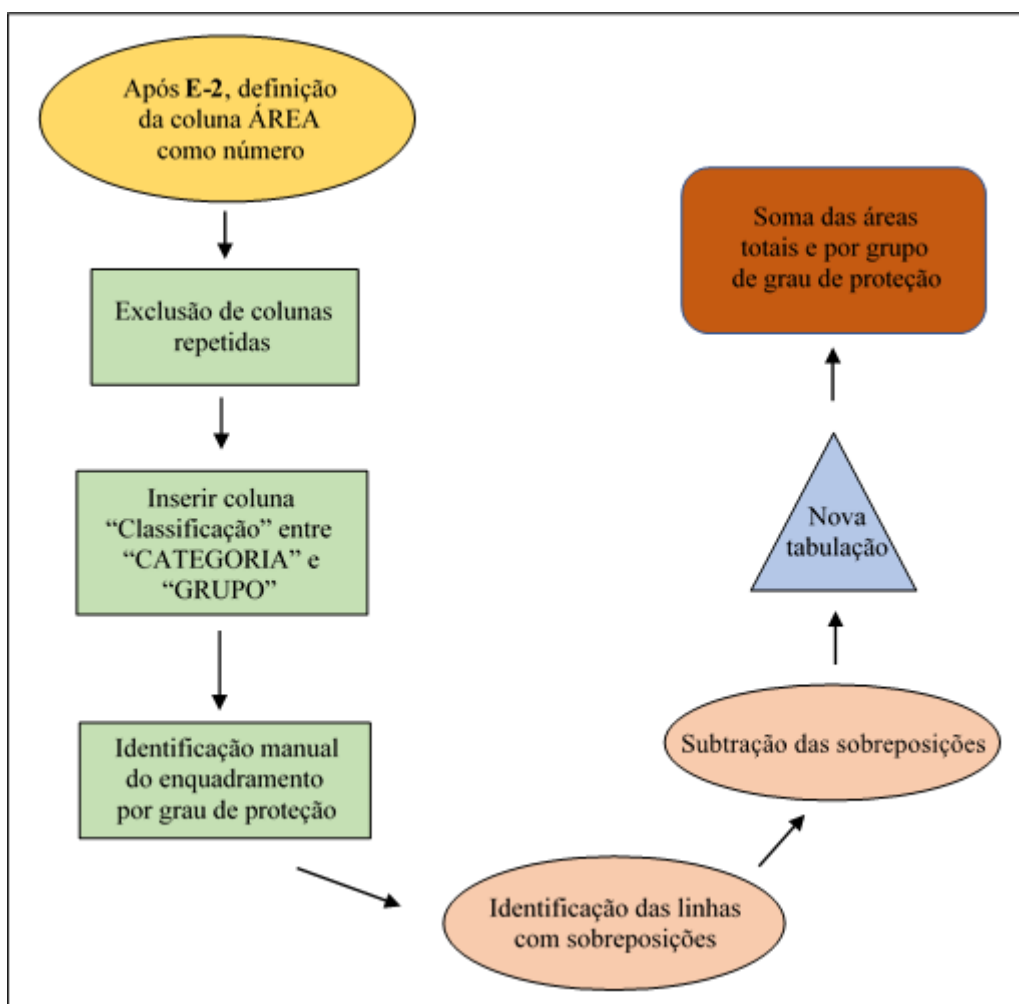 Após E-2, definição
da coluna ÁREA
como número
Exclusão de colunas
repetidas
Inserir coluna
“Classificação” entre
“CATEGORIA” e
“GRUPO”
Identificação manual
do enquadramento
por grau de proteção
Identificação das linhas
com sobreposições
Subtração das sobreposições
Nova
tabulação
Soma das áreas
totais e por grupo
de grau de proteção